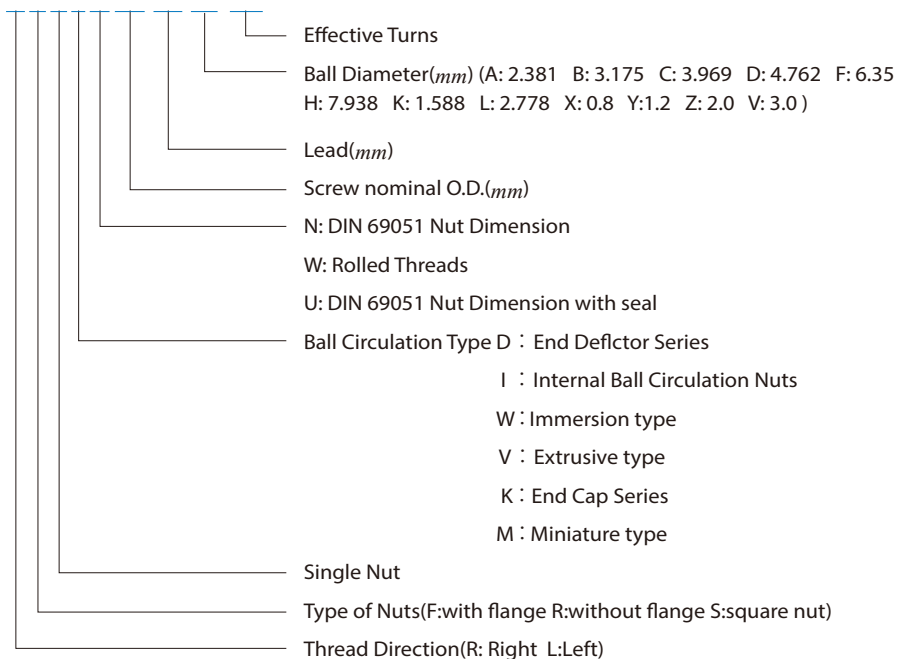 Effective Turns
Ball Diameter(mm) (A: 2.381 B: 3.175 C: 3.969 D: 4.762 F: 6.35
H: 7.938 K: 1.588 L: 2.778 X: 0.8 Y:1.2 Z: 2.0 V: 3.0 )
Lead(mm)
Screw nominal O.D.(mm)
N: DIN 69051 Nut Dimension
W: Rolled Threads
U: DIN 69051 Nut Dimension with seal
Ball Circulation Type D : End Deflctor Series
I : Internal Ball Circulation Nuts
W : Immersion type
V : Extrusive type
K : End Cap Series
M : Miniature type
Single Nut
Type of Nuts(F:with flange R:without flange S:square nut)
Thread Direction(R: Right L:Left)